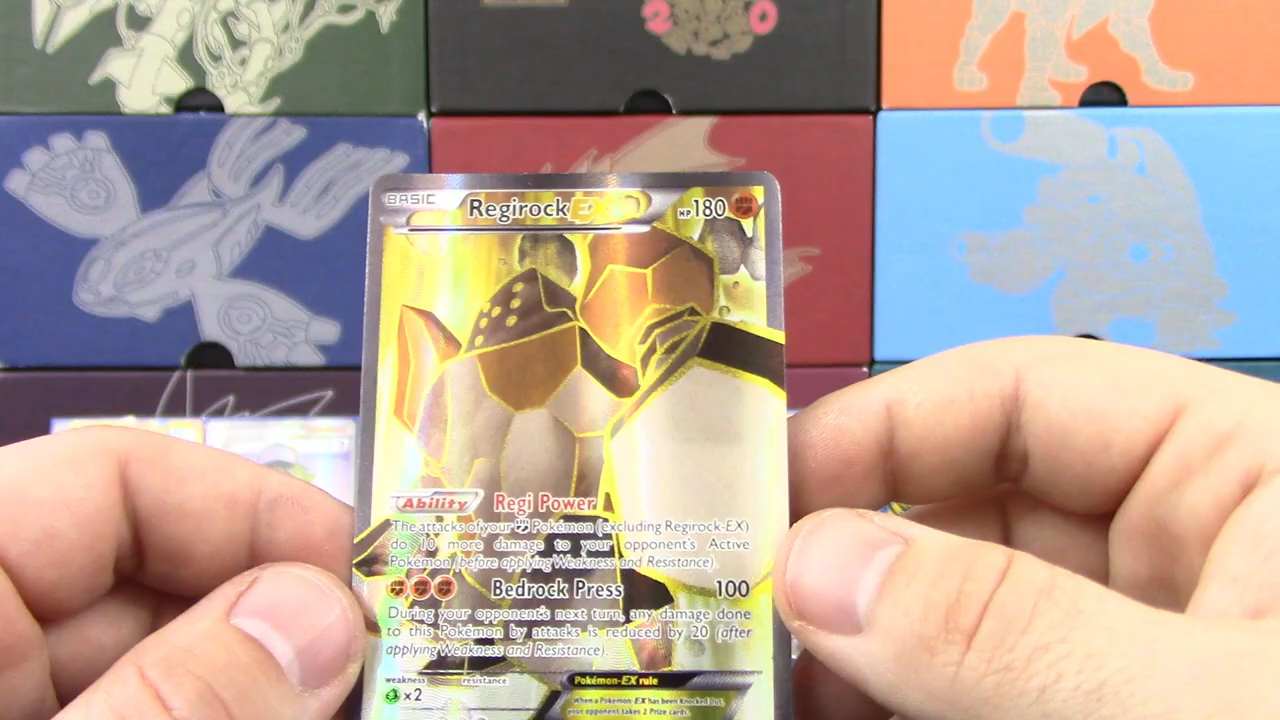 2 0
BASIC Regirock EX HP 180
Ability Regi Power
The attacks of your Pokémon (excluding Regirock-EX)
do 10 more damage to your opponent's Active
Pokémon (before applying Weakness and Resistance).
Bedrock Press 100
During your opponent's next turn, any damage done
to this Pokémon by attacks is reduced by 20 (after
applying Weakness and Resistance).
weakness resistance Pokémon-EX rule
×2
When a Pokémon-EX has been Knocked Out,
your opponent takes 2 Prize cards.